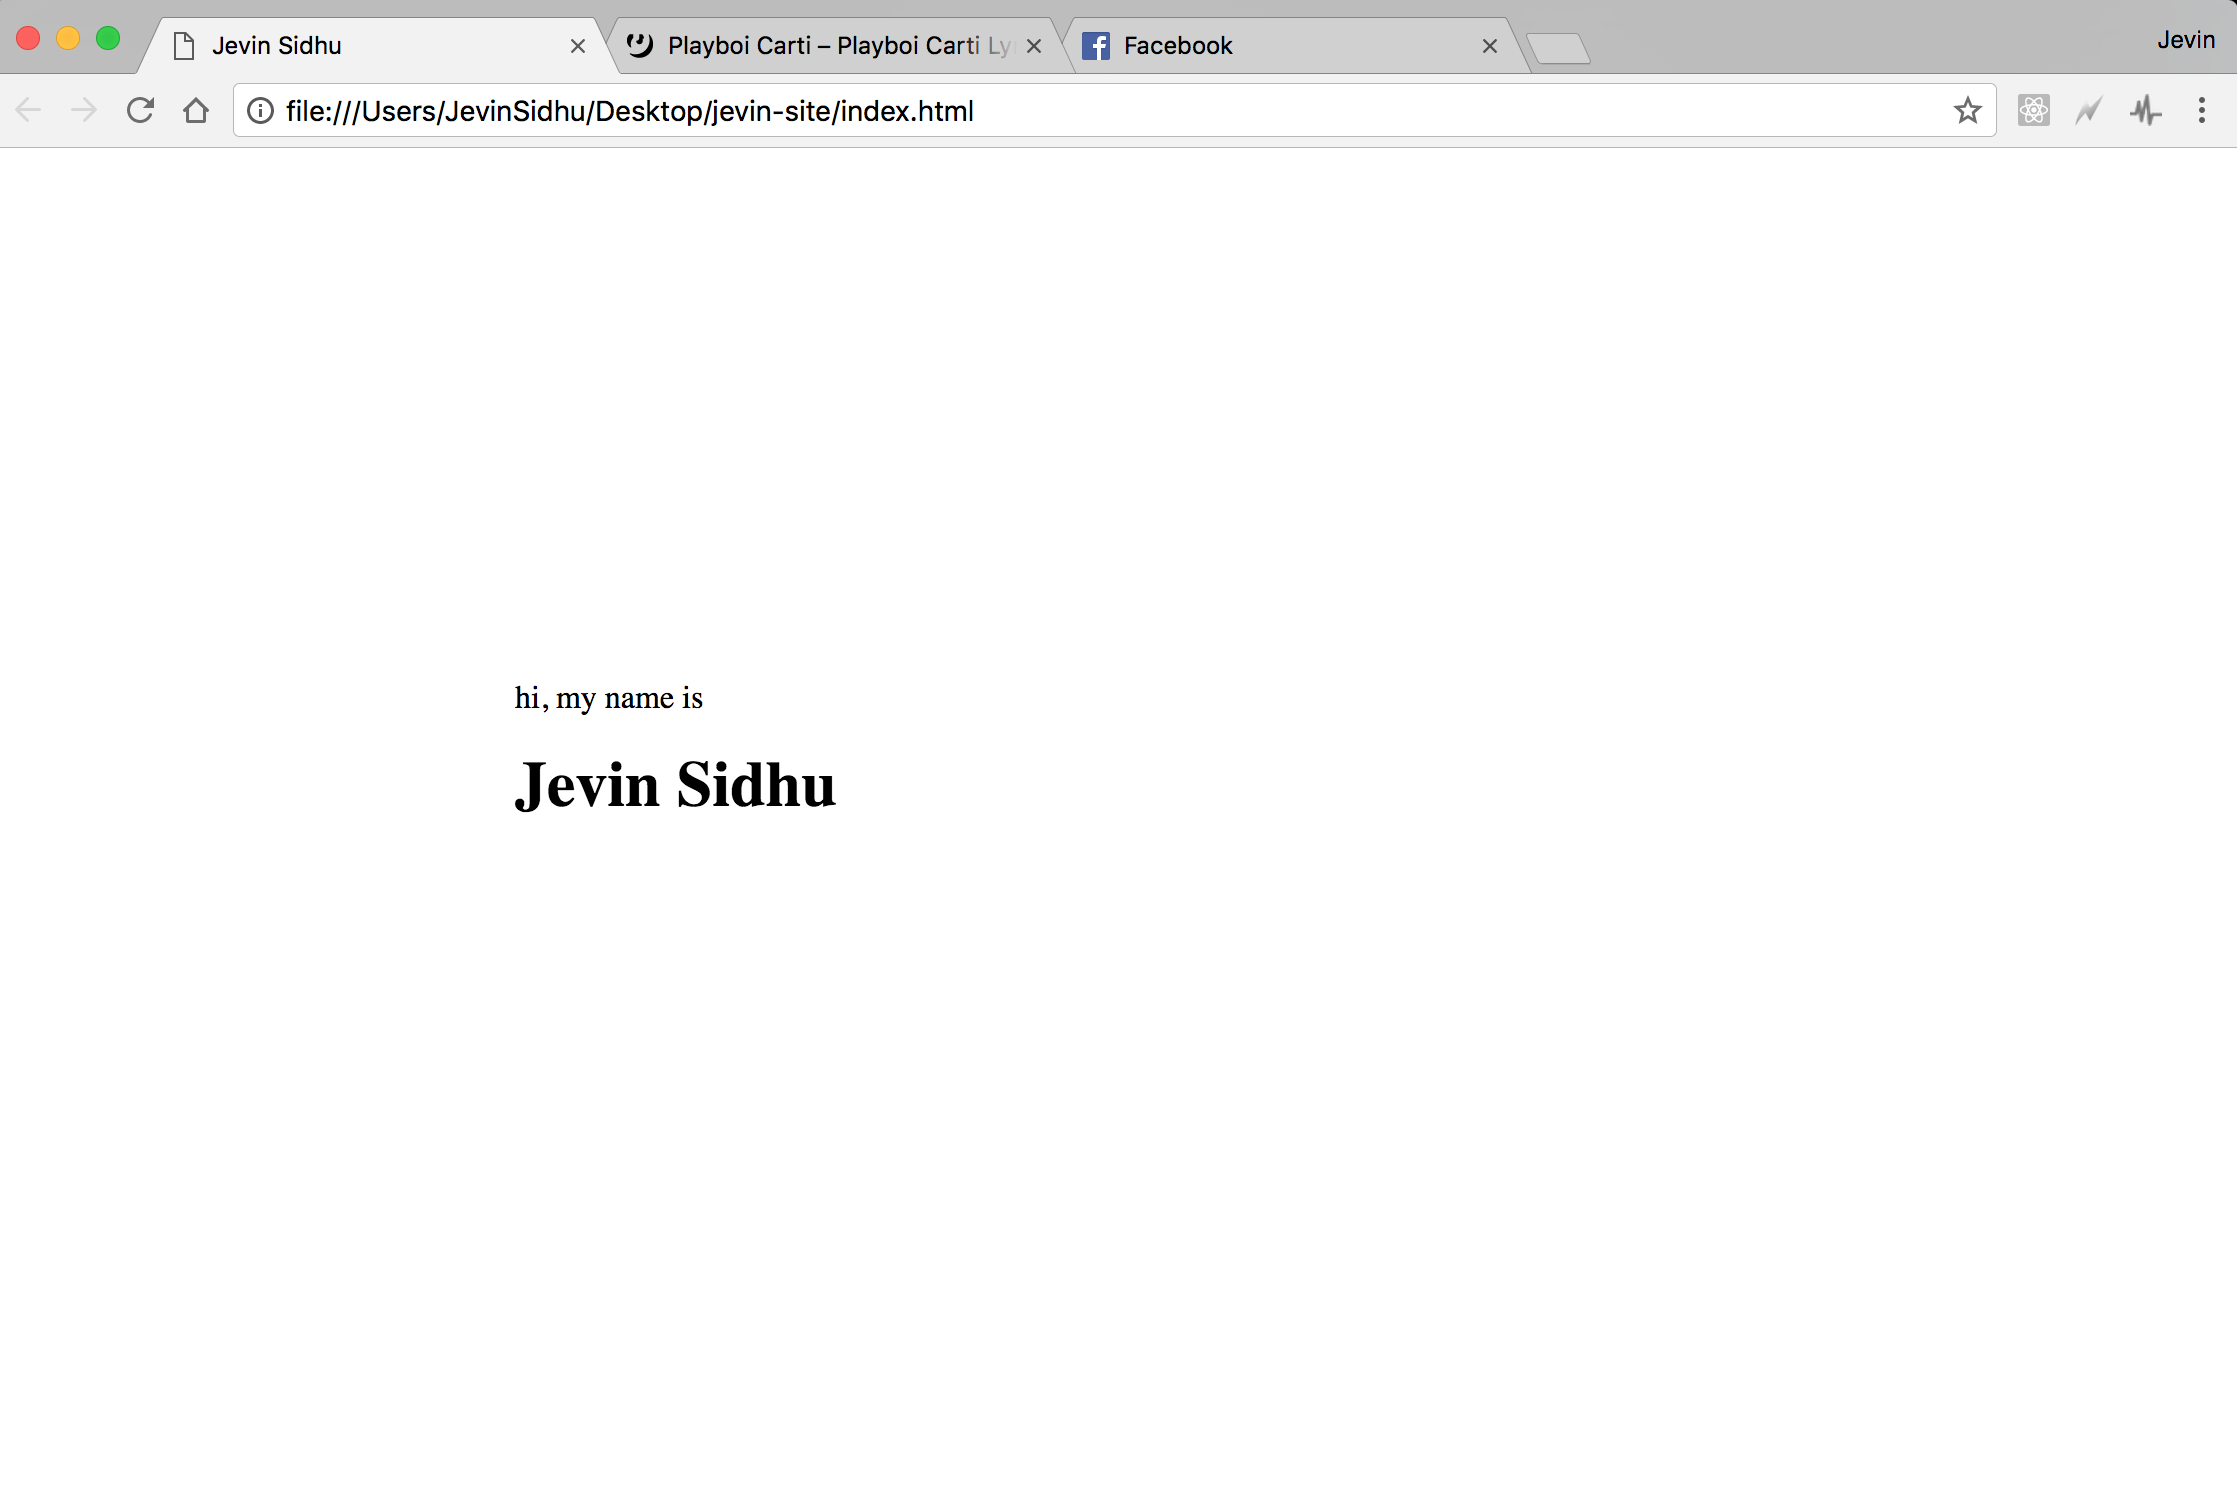 Jevin Sidhu
Playboi Carti – Playboi Carti Ly
Facebook
Jevin
file:///Users/JevinSidhu/Desktop/jevin-site/index.html
hi, my name is
Jevin Sidhu